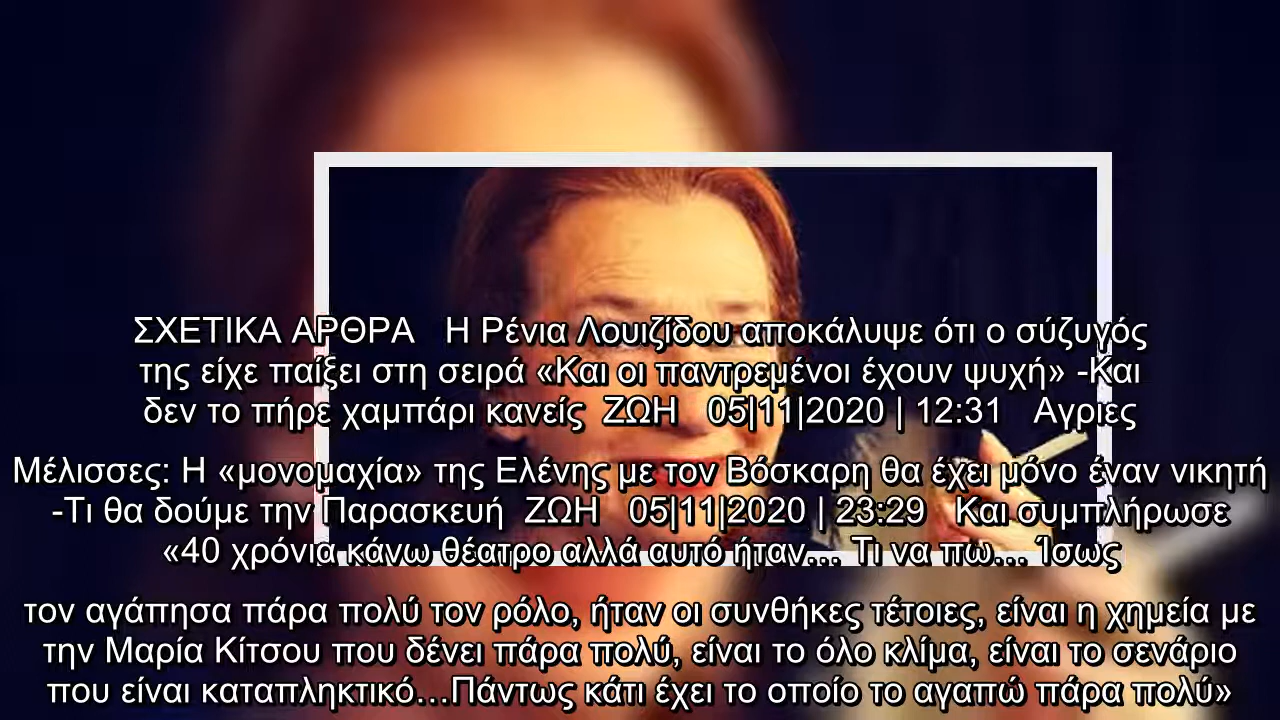 ΣΧΕΤΙΚΑ ΑΡΘΡΑ   Η Ρένια Λουιζίδου αποκάλυψε ότι ο σύζυγός
της είχε παίξει στη σειρά «Και οι παντρεμένοι έχουν ψυχή» -Και
δεν το πήρε χαμπάρι κανείς  ΖΩΗ   05|11|2020 | 12:31   Αγριες
Μέλισσες: Η «μονομαχία» της Ελένης με τον Βόσκαρη θα έχει μόνο έναν νικητή
-Τι θα δούμε την Παρασκευή  ΖΩΗ   05|11|2020 | 23:29   Και συμπλήρωσε
«40 χρόνια κάνω θέατρο αλλά αυτό ήταν… Τι να πω… Ίσως
τον αγάπησα πάρα πολύ τον ρόλο, ήταν οι συνθήκες τέτοιες, είναι η χημεία με
την Μαρία Κίτσου που δένει πάρα πολύ, είναι το όλο κλίμα, είναι το σενάριο
που είναι καταπληκτικό…Πάντως κάτι έχει το οποίο το αγαπώ πάρα πολύ»